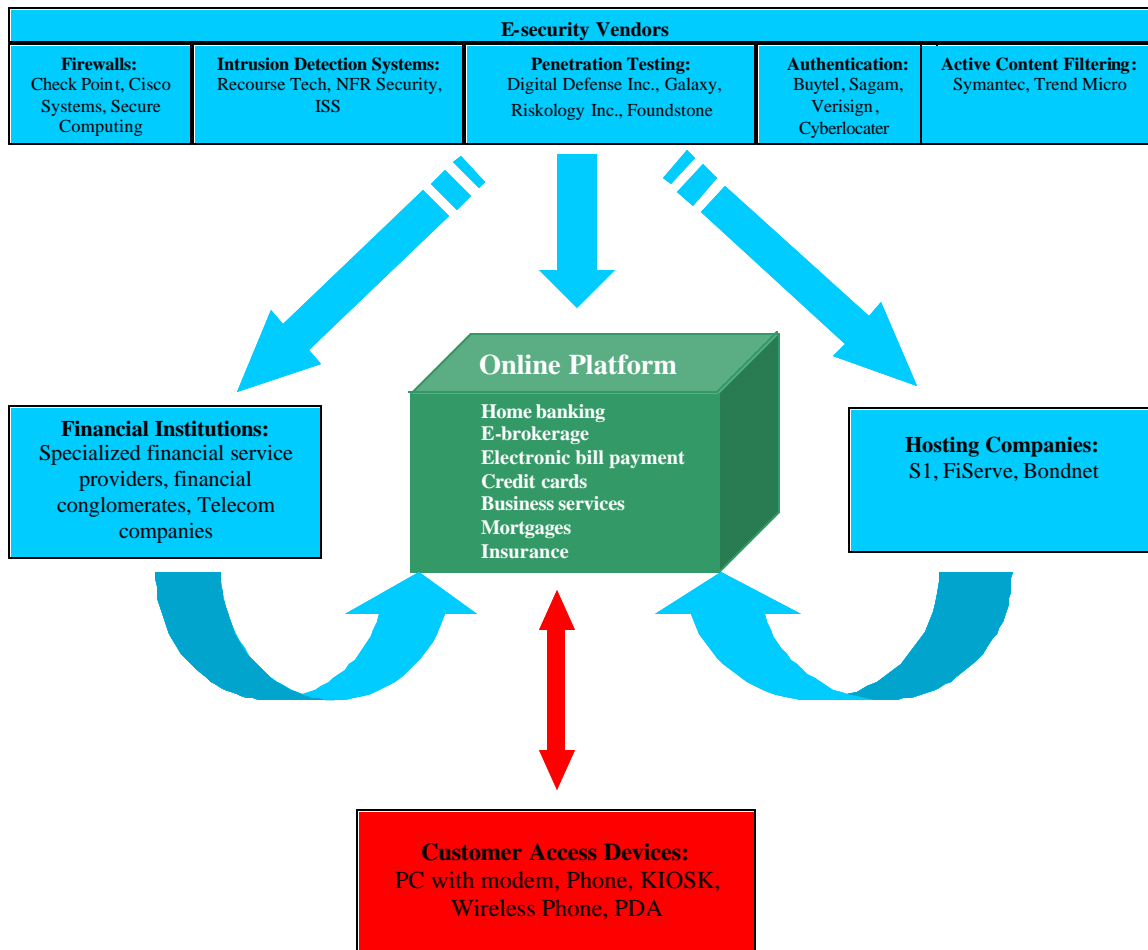 E-security Vendors
Firewalls:
Check Point, Cisco
Systems, Secure
Computing
Intrusion Detection Systems:
Recourse Tech, NFR Security,
ISS
Penetration Testing:
Digital Defense Inc., Galaxy,
Riskology Inc., Foundstone
Authentication:
Buytel, Sagam,
Verisign,
Cyberlocater
Active Content Filtering:
Symantec, Trend Micro
Online Platform
Home banking
E-brokerage
Electronic bill payment
Credit cards
Business services
Mortgages
Insurance
Financial Institutions:
Specialized financial service
providers, financial
conglomerates, Telecom
companies
Hosting Companies:
S1, FiServe, Bondnet
Customer Access Devices:
PC with modem, Phone, KIOSK,
Wireless Phone, PDA